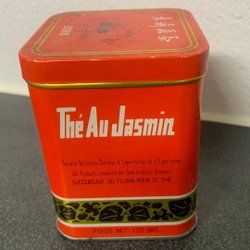 Thé Au Jasmin
Société Nationale Chinoise d'Importation et d'Exportation
des Produits Locaux et des Sous-produits Animaux
SUCCURSALE DU FUJIAN POUR LE THÉ
POIDS NET: 120 GRS.